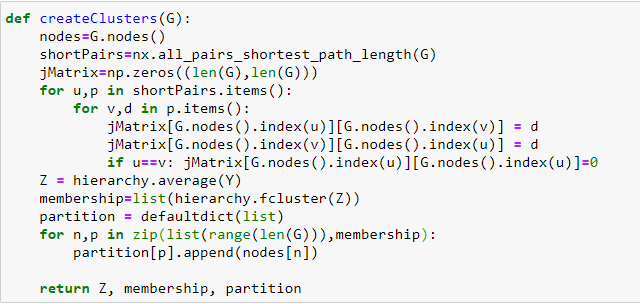 def createClusters(G):
    nodes=G.nodes()
    shortPairs=nx.all_pairs_shortest_path_length(G)
    jMatrix=np.zeros((len(G),len(G)))
    for u,p in shortPairs.items():
        for v,d in p.items():
            jMatrix[G.nodes().index(u)][G.nodes().index(v)] = d
            jMatrix[G.nodes().index(v)][G.nodes().index(u)] = d
            if u==v: jMatrix[G.nodes().index(u)][G.nodes().index(u)]=0
    Z = hierarchy.average(Y)
    membership=list(hierarchy.fcluster(Z))
    partition = defaultdict(list)
    for n,p in zip(list(range(len(G))),membership):
        partition[p].append(nodes[n])
    return Z, membership, partition